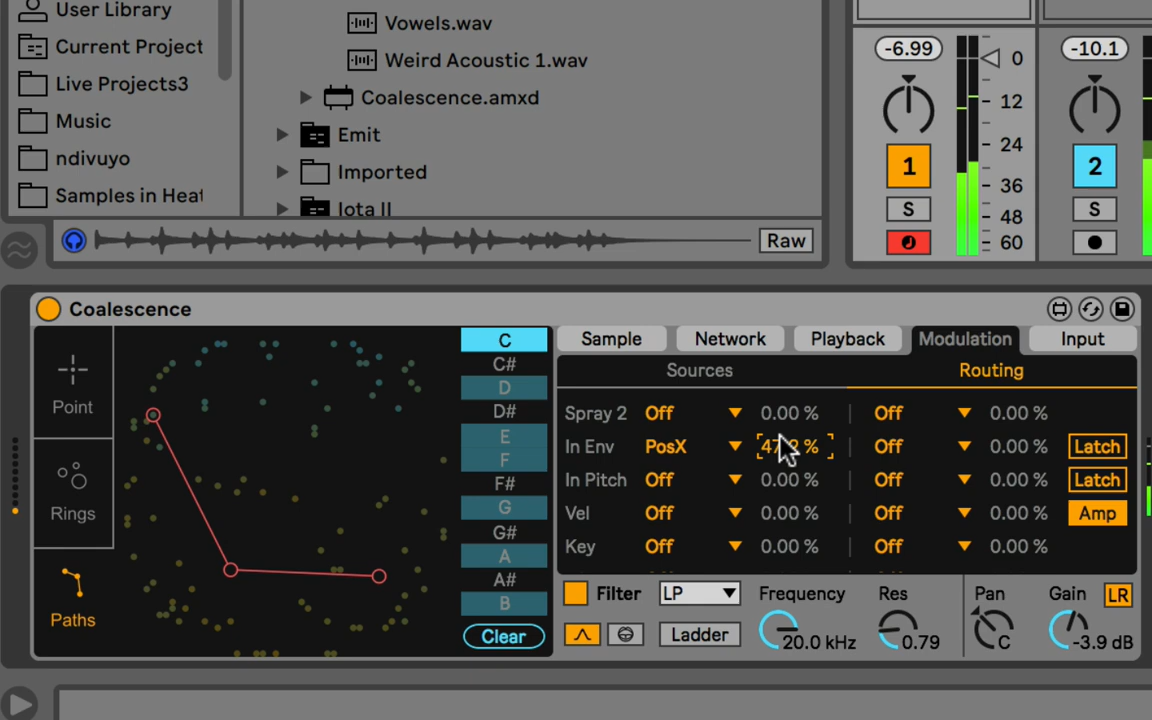 User Library
Current Project
Live Projects3
Music
ndivuyo
Samples in Heat
Vowels.wav
Weird Acoustic 1.wav
Coalescence.amxd
Emit
Imported
Iota II
Raw
-6.99
0
12
24
36
48
60
1
S
-10.1
2
S
Coalescence
Point
Rings
Paths
C
C#
D
D#
E
F
F#
G
G#
A
A#
B
Clear
Sample Network Playback Modulation Input
Sources Routing
Spray 2 Off 0.00 % Off 0.00 %
In Env PosX % Off 0.00 % Latch
In Pitch Off 0.00 % Off 0.00 % Latch
Vel Off 0.00 % Off 0.00 % Amp
Key Off 0.00 % Off 0.00 %
Filter LP Frequency Res Pan Gain LR
Ladder 20.0 kHz 0.79 C -3.9 dB